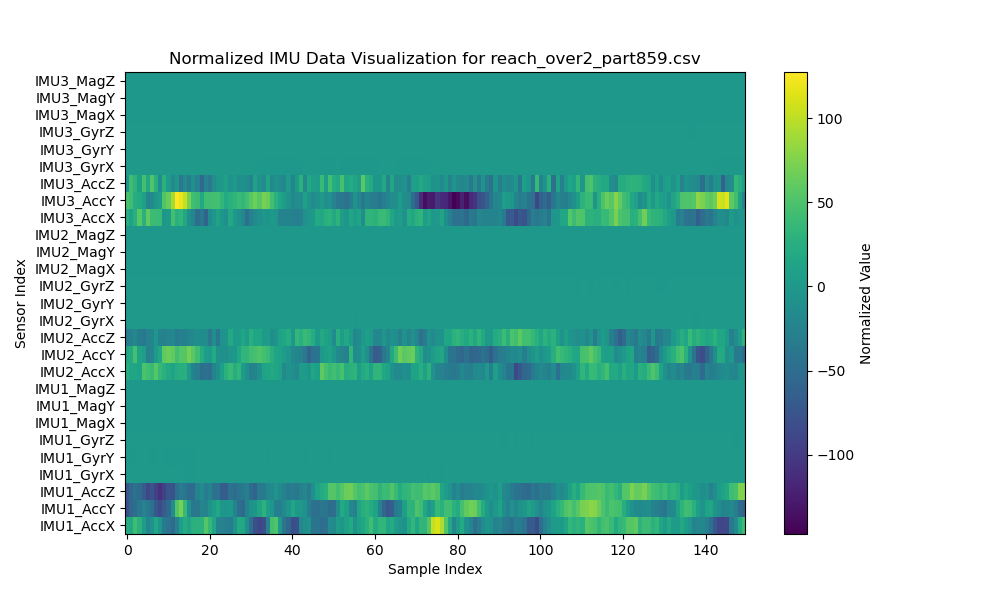 Normalized IMU Data Visualization for reach_over2_part859.csv
IMU3_MagZ
IMU3_MagY
IMU3_MagX
IMU3_GyrZ
IMU3_GyrY
IMU3_GyrX
IMU3_AccZ
IMU3_AccY
IMU3_AccX
IMU2_MagZ
IMU2_MagY
IMU2_MagX
IMU2_GyrZ
IMU2_GyrY
IMU2_GyrX
IMU2_AccZ
IMU2_AccY
IMU2_AccX
IMU1_MagZ
IMU1_MagY
IMU1_MagX
IMU1_GyrZ
IMU1_GyrY
IMU1_GyrX
IMU1_AccZ
IMU1_AccY
IMU1_AccX
Sensor Index
0 20 40 60 80 100 120 140
Sample Index
100
50
0
−50
−100
Normalized Value